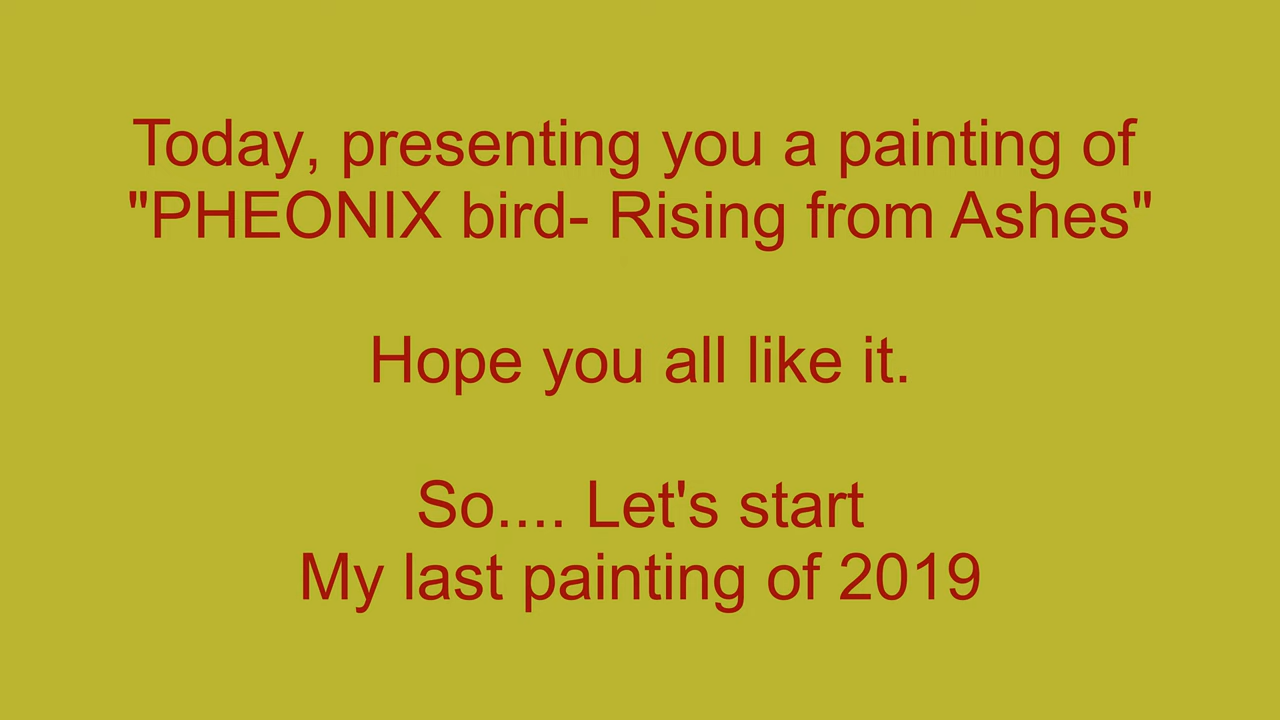 Today, presenting you a painting of
"PHEONIX bird- Rising from Ashes"
Hope you all like it.
So.... Let's start
My last painting of 2019